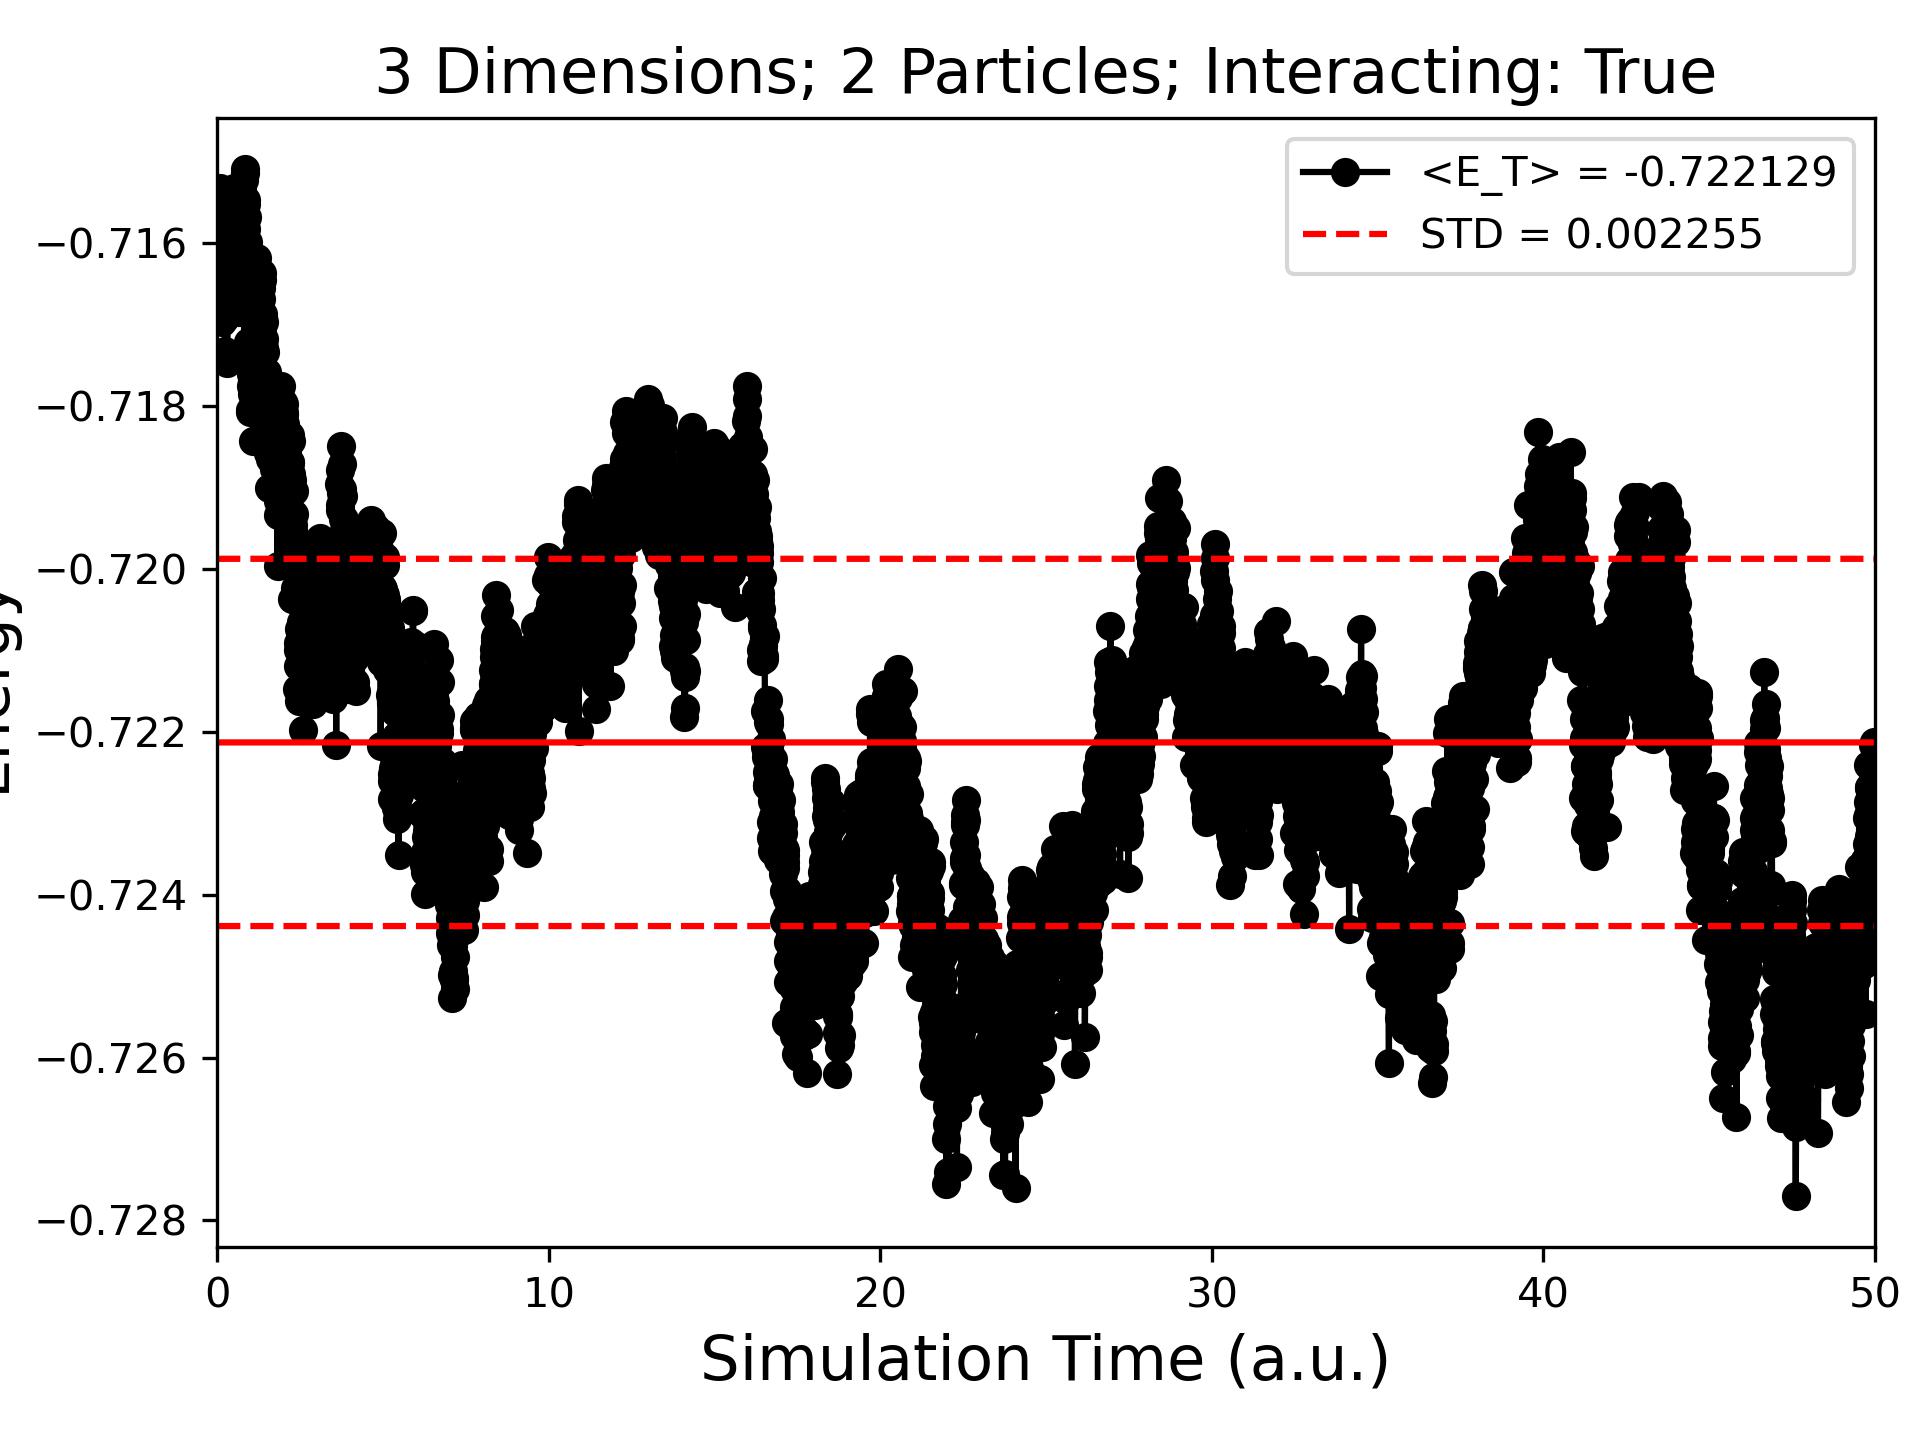 3 Dimensions; 2 Particles; Interacting: True
<E_T> = -0.722129
STD = 0.002255
Energy
−0.716
−0.718
−0.720
−0.722
−0.724
−0.726
−0.728
0 10 20 30 40 50
Simulation Time (a.u.)